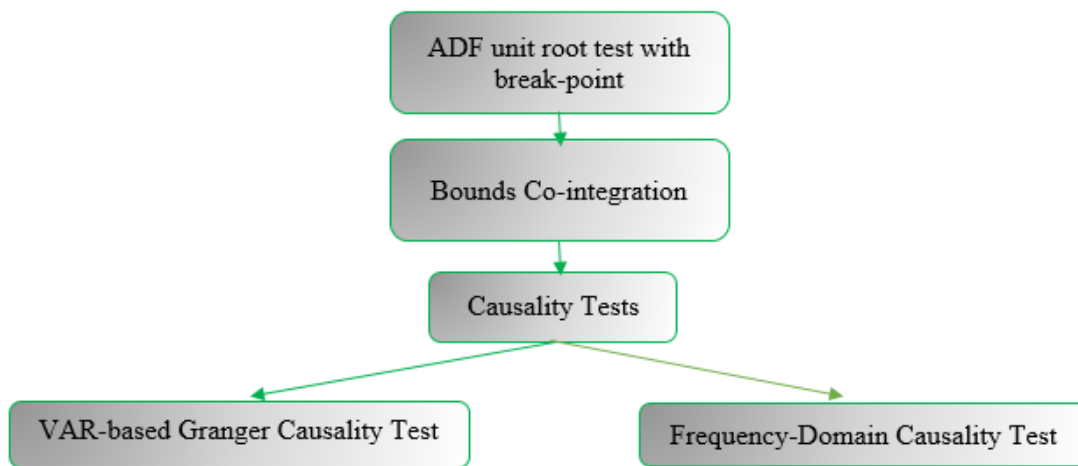 ADF unit root test with
break-point
Bounds Co-integration
Causality Tests
VAR-based Granger Causality Test
Frequency-Domain Causality Test